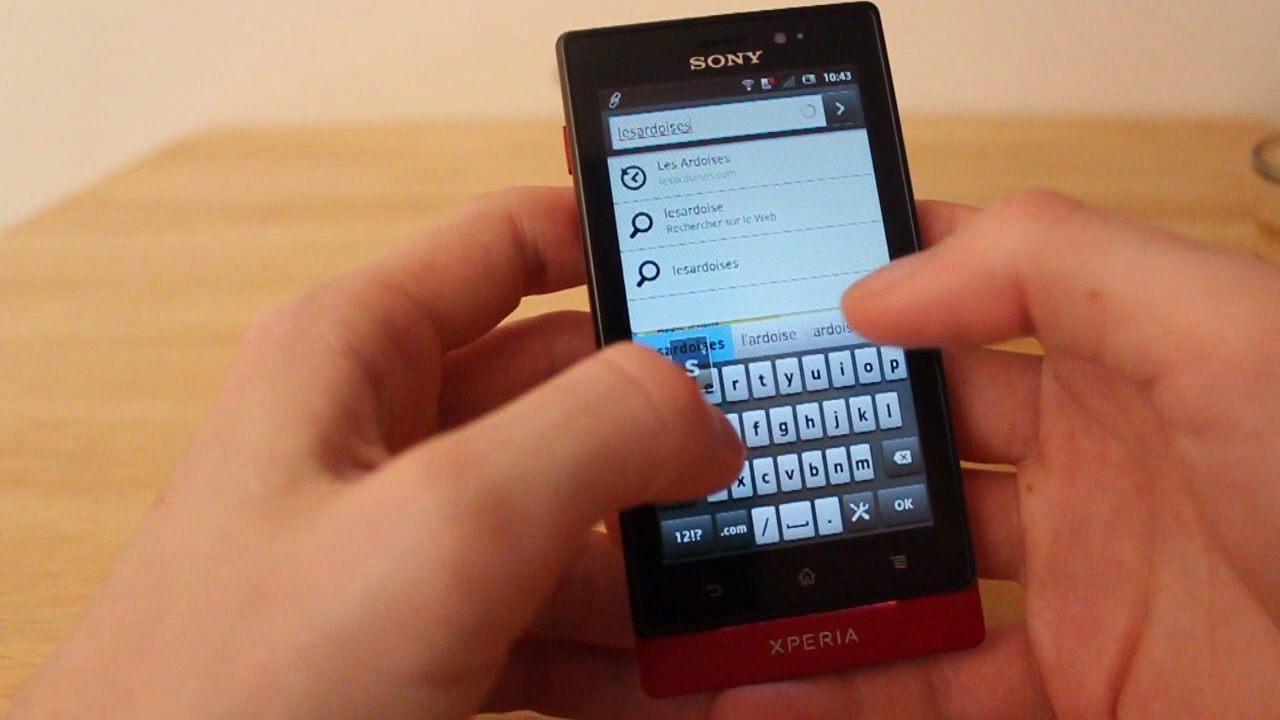 SONY
10:43
lesardoises
Les Ardoises
lesardoises.com
lesardoise
Rechercher sur le Web
lesardoises
sardoises l'ardoise
s
e r t y u i o p
f g h j k l
x c v b n m
12!? .com / . OK
XPERIA